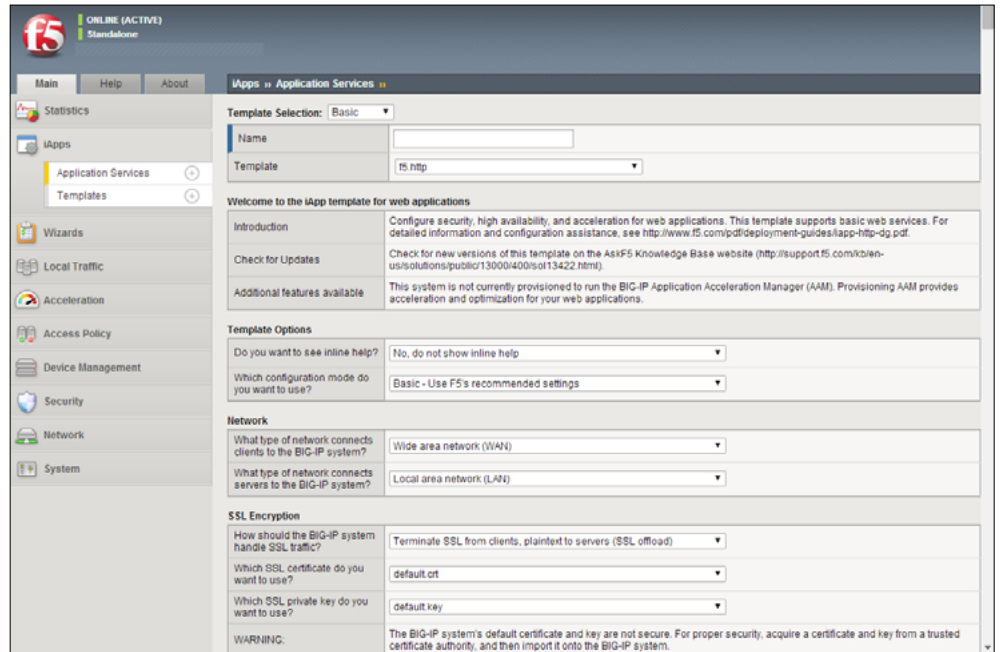 f5
ONLINE (ACTIVE)
Standalone
Main
Help
About
iApps ›› Application Services ››
Statistics
iApps
Application Services
Templates
Wizards
Local Traffic
Acceleration
Access Policy
Device Management
Security
Network
System
Template Selection: Basic
Name
Template
f5.http
Welcome to the iApp template for web applications
Introduction
Configure security, high availability, and acceleration for web applications. This template supports basic web services. For
detailed information and configuration assistance, see http://www.f5.com/pdf/deployment-guides/iapp-http-dg.pdf.
Check for Updates
Check for new versions of this template on the AskF5 Knowledge Base website (http://support.f5.com/kb/en-
us/solutions/public/13000/400/sol13422.html).
Additional features available
This system is not currently provisioned to run the BIG-IP Application Acceleration Manager (AAM). Provisioning AAM provides
acceleration and optimization for your web applications.
Template Options
Do you want to see inline help?
No, do not show inline help
Which configuration mode do
you want to use?
Basic - Use F5's recommended settings
Network
What type of network connects
clients to the BIG-IP system?
Wide area network (WAN)
What type of network connects
servers to the BIG-IP system?
Local area network (LAN)
SSL Encryption
How should the BIG-IP system
handle SSL traffic?
Terminate SSL from clients, plaintext to servers (SSL offload)
Which SSL certificate do you
want to use?
default.crt
Which SSL private key do you
want to use?
default.key
WARNING:
The BIG-IP system's default certificate and key are not secure. For proper security, acquire a certificate and key from a trusted
certificate authority, and then import it onto the BIG-IP system.